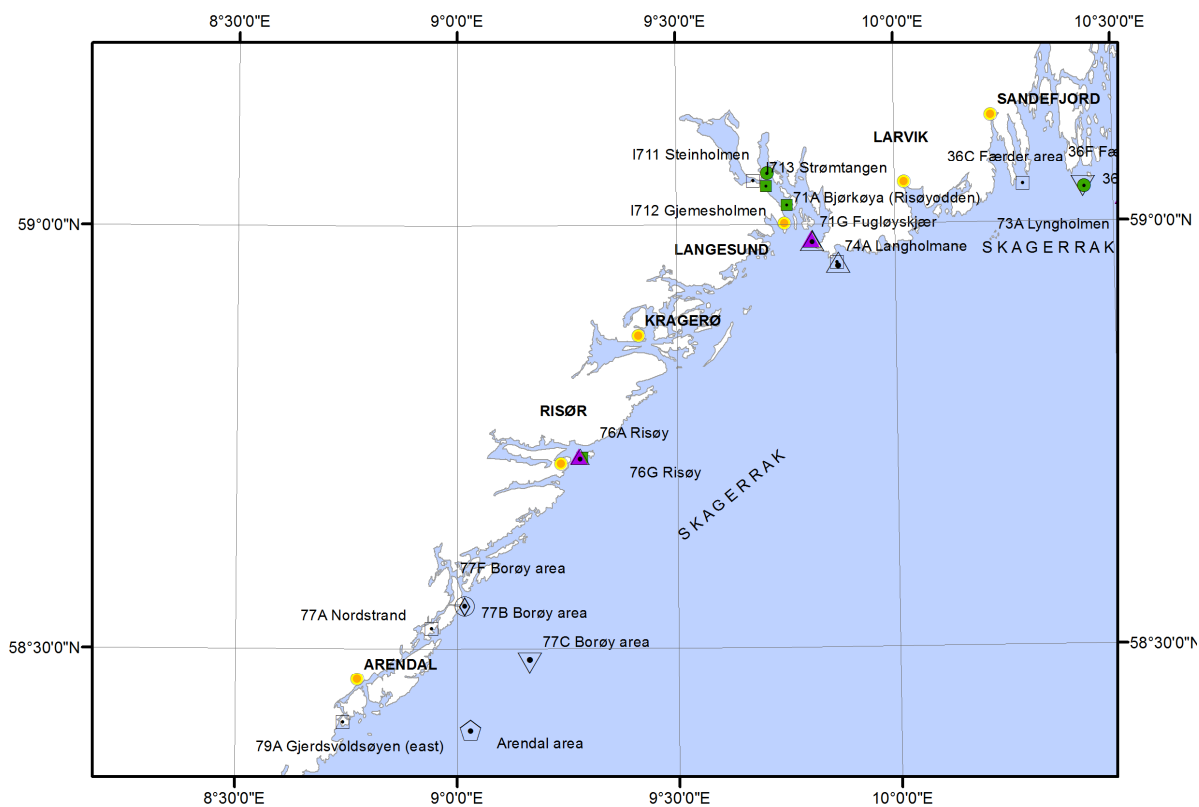 8°30'0"E
9°0'0"E
9°30'0"E
10°0'0"E
10°30'0"E
SANDEFJORD
LARVIK
I711 Steinholmen
36C Færder area
36F Fæ
I713 Strømtangen
36
71A Bjørkøya (Risøyodden)
59°0'0"N
I712 Gjemesholmen
71G Fugløyskjær
73A Lyngholmen
59°0'0"N
LANGESUND
74A Langholmane
SKAGERRAK
KRAGERØ
RISØR
76A Risøy
76G Risøy
SKAGERRAK
77F Borøy area
77A Nordstrand
77B Borøy area
58°30'0"N
77C Borøy area
58°30'0"N
ARENDAL
79A Gjerdsvoldsøyen (east)
Arendal area
8°30'0"E
9°0'0"E
9°30'0"E
10°0'0"E